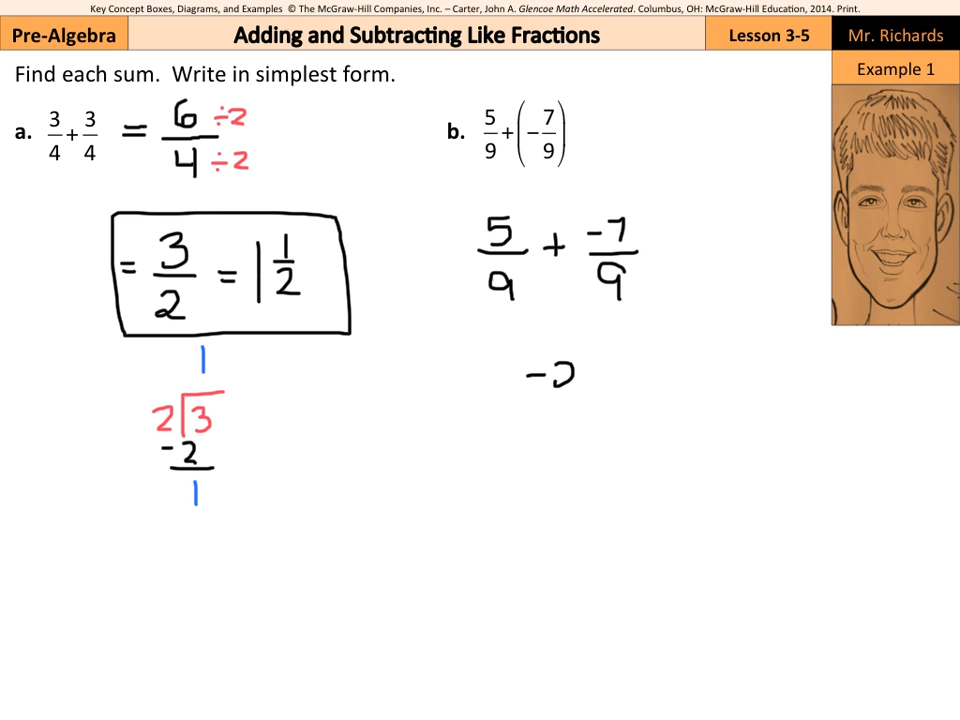 Key Concept Boxes, Diagrams, and Examples © The McGraw-Hill Companies, Inc. – Carter, John A. Glencoe Math Accelerated. Columbus, OH: McGraw-Hill Education, 2014. Print.
Pre-Algebra Adding and Subtracting Like Fractions Lesson 3-5 Mr. Richards
Example 1
Find each sum. Write in simplest form.
a. 3/4 + 3/4 = 6/4 ÷2 ÷2
= 3/2 = 1 1/2
1
2 3
-2
1
b. 5/9 + (-7/9)
5/9 + -7/9